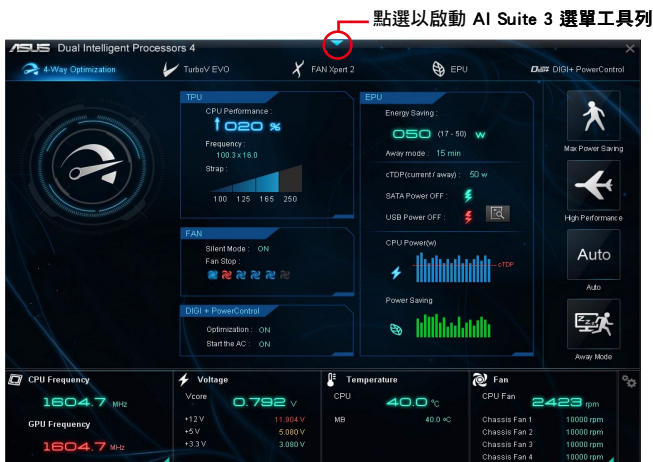 點選以啟動 AI Suite 3 選單工具列
ASUS Dual Intelligent Processors 4
4-Way Optimization TurboV EVO FAN Xpert 2 EPU DIGI+ PowerControl
TPU
CPU Performance :
020 %
Frequency :
100.3 x 16.0
Strap :
100 125 165 250
FAN
Silent Mode : ON
Fan Stop :
DIGI + PowerControl
Optimization : ON
Start the AC : ON
EPU
Energy Saving :
050 (17 - 50) w
Away mode : 15 min
cTDP(current / away) : 50 w
SATA Power OFF :
USB Power OFF :
CPU Power(w)
cTDP
Power Saving
Max Power Saving
High Performance
Auto
Auto
Away Mode
CPU Frequency
1604.7 MHz
GPU Frequency
1604.7 MHz
Voltage
Vcore 0.792 v
+12 V 11.904 V
+5 V 5.080 V
+3.3 V 3.080 V
Temperature
CPU 40.0 °c
MB 40.0 °C
Fan
CPU Fan 2423 rpm
Chassis Fan 1 10000 rpm
Chassis Fan 2 10000 rpm
Chassis Fan 3 10000 rpm
Chassis Fan 4 10000 rpm